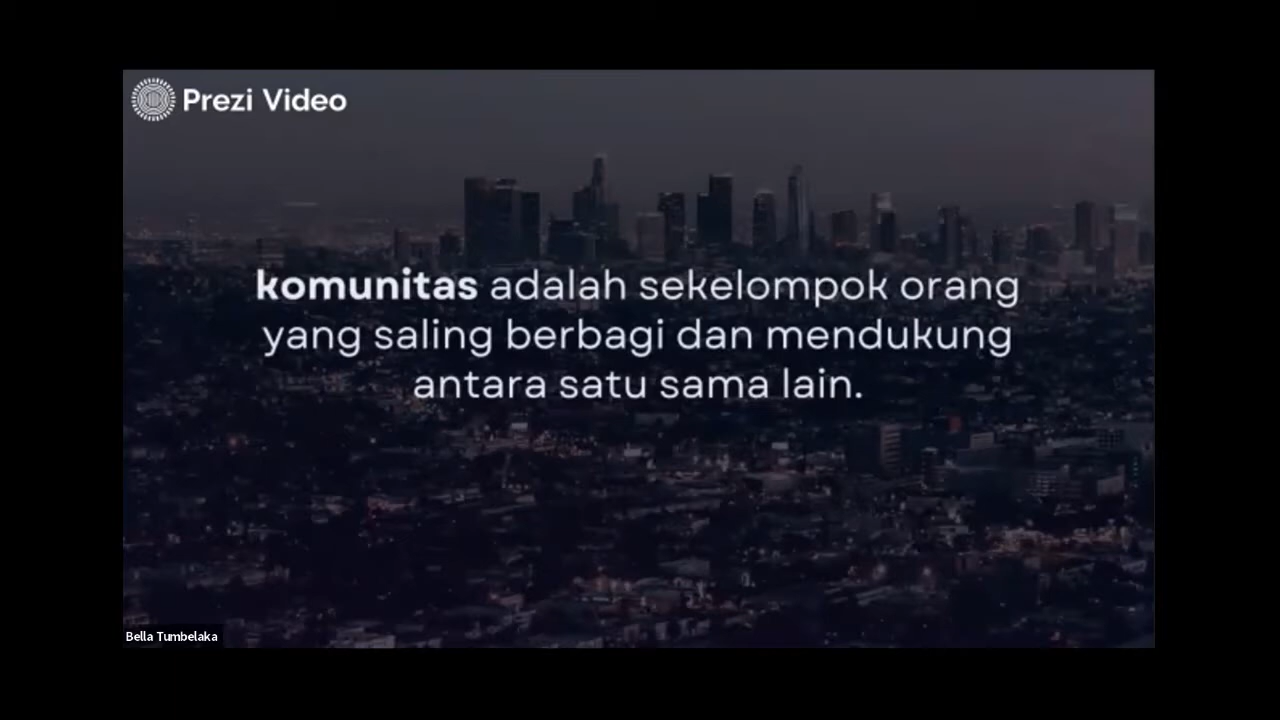 Prezi Video
komunitas adalah sekelompok orang
yang saling berbagi dan mendukung
antara satu sama lain.
Bella Tumbelaka